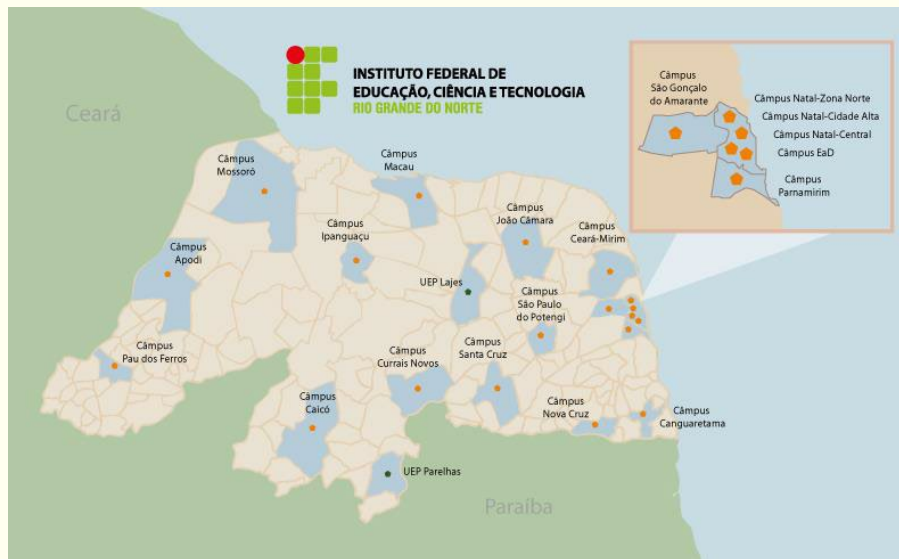 INSTITUTO FEDERAL DE
EDUCAÇÃO, CIÊNCIA E TECNOLOGIA
RIO GRANDE DO NORTE
Ceará
Câmpus
São Gonçalo
do Amarante
Câmpus Natal-Zona Norte
Câmpus Natal-Cidade Alta
Câmpus Natal-Central
Câmpus EaD
Câmpus
Parnamirim
Câmpus
Mossoró
Câmpus
Macau
Câmpus
João Câmara
Câmpus
Ceará-Mirim
Câmpus
Ipanguaçu
Câmpus
Apodi
UEP Lajes
Câmpus
São Paulo
do Potengi
Câmpus
Pau dos Ferros
Câmpus
Currais Novos
Câmpus
Santa Cruz
Câmpus
Caicó
Câmpus
Nova Cruz
Câmpus
Canguaretama
UEP Parelhas
Paraíba